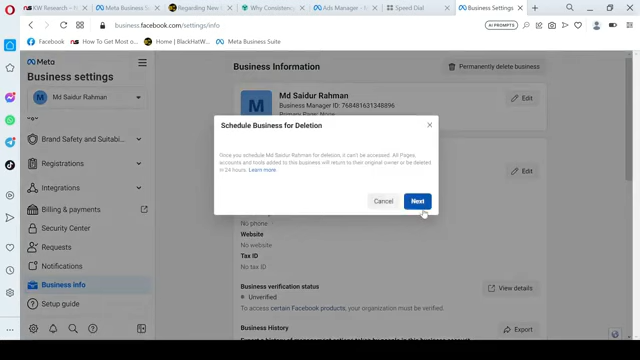 KW Research
Meta Business S
Regarding New
Why Consistenc
Ads Manage
Speed Dial
Business Settings
business.facebook.com/settings/info
AI PROMPTS
Facebook
How To Get Most o
Home | BlackHatW
Meta Business Suite
Meta
Business settings
Md Saidur Rahman
Brand Safety and Suitabi...
Registrations
Integrations
Billing & payments
Security Center
Requests
Notifications
Business info
Setup guide
Business Information
Permanently delete business
Md Saidur Rahman
Business Manager ID: 768481631348896
Primary Page: None
Edit
Schedule Business for Deletion
Once you schedule Md Saidur Rahman for deletion, it can't be accessed. All Pages,
accounts and tools added to this business will return to their original owner or be deleted
in 24 hours. Learn more
Cancel
Next
Edit
No phone
Website
No website
Tax ID
No tax ID
Business verification status
Unverified
View details
To access certain Facebook products, your organization must be verified.
Business History
Export